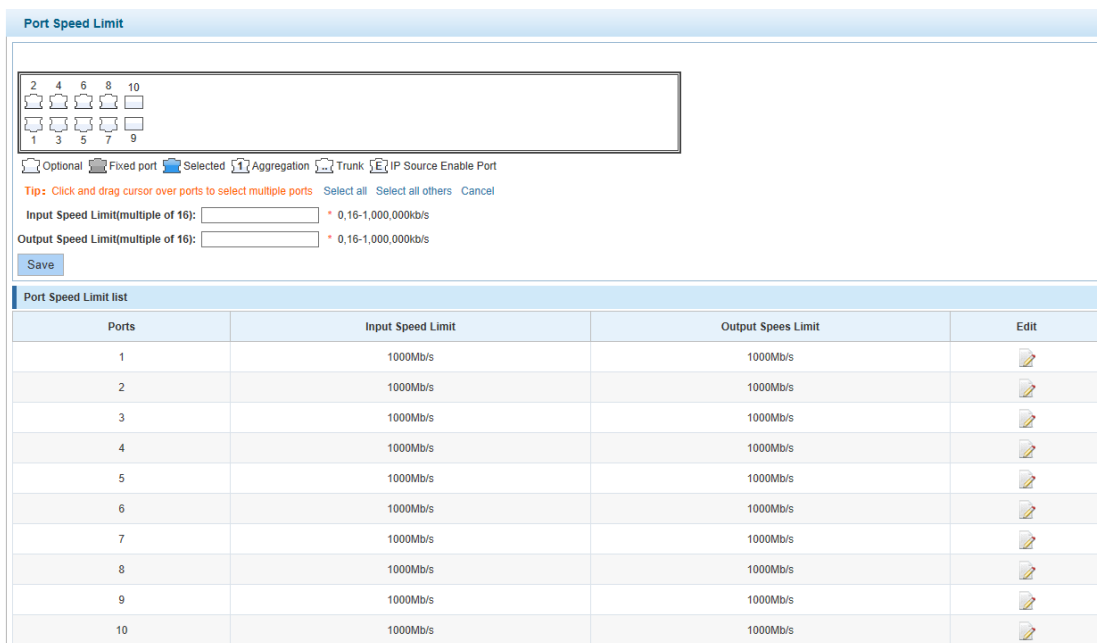 Port Speed Limit
2 4 6 8 10
1 3 5 7 9
Optional Fixed port Selected 1 Aggregation .. Trunk E IP Source Enable Port
Tip: Click and drag cursor over ports to select multiple ports Select all Select all others Cancel
Input Speed Limit(multiple of 16): * 0,16-1,000,000kb/s
Output Speed Limit(multiple of 16): * 0,16-1,000,000kb/s
Save
Port Speed Limit list
Ports Input Speed Limit Output Spees Limit Edit
1 1000Mb/s 1000Mb/s
2 1000Mb/s 1000Mb/s
3 1000Mb/s 1000Mb/s
4 1000Mb/s 1000Mb/s
5 1000Mb/s 1000Mb/s
6 1000Mb/s 1000Mb/s
7 1000Mb/s 1000Mb/s
8 1000Mb/s 1000Mb/s
9 1000Mb/s 1000Mb/s
10 1000Mb/s 1000Mb/s